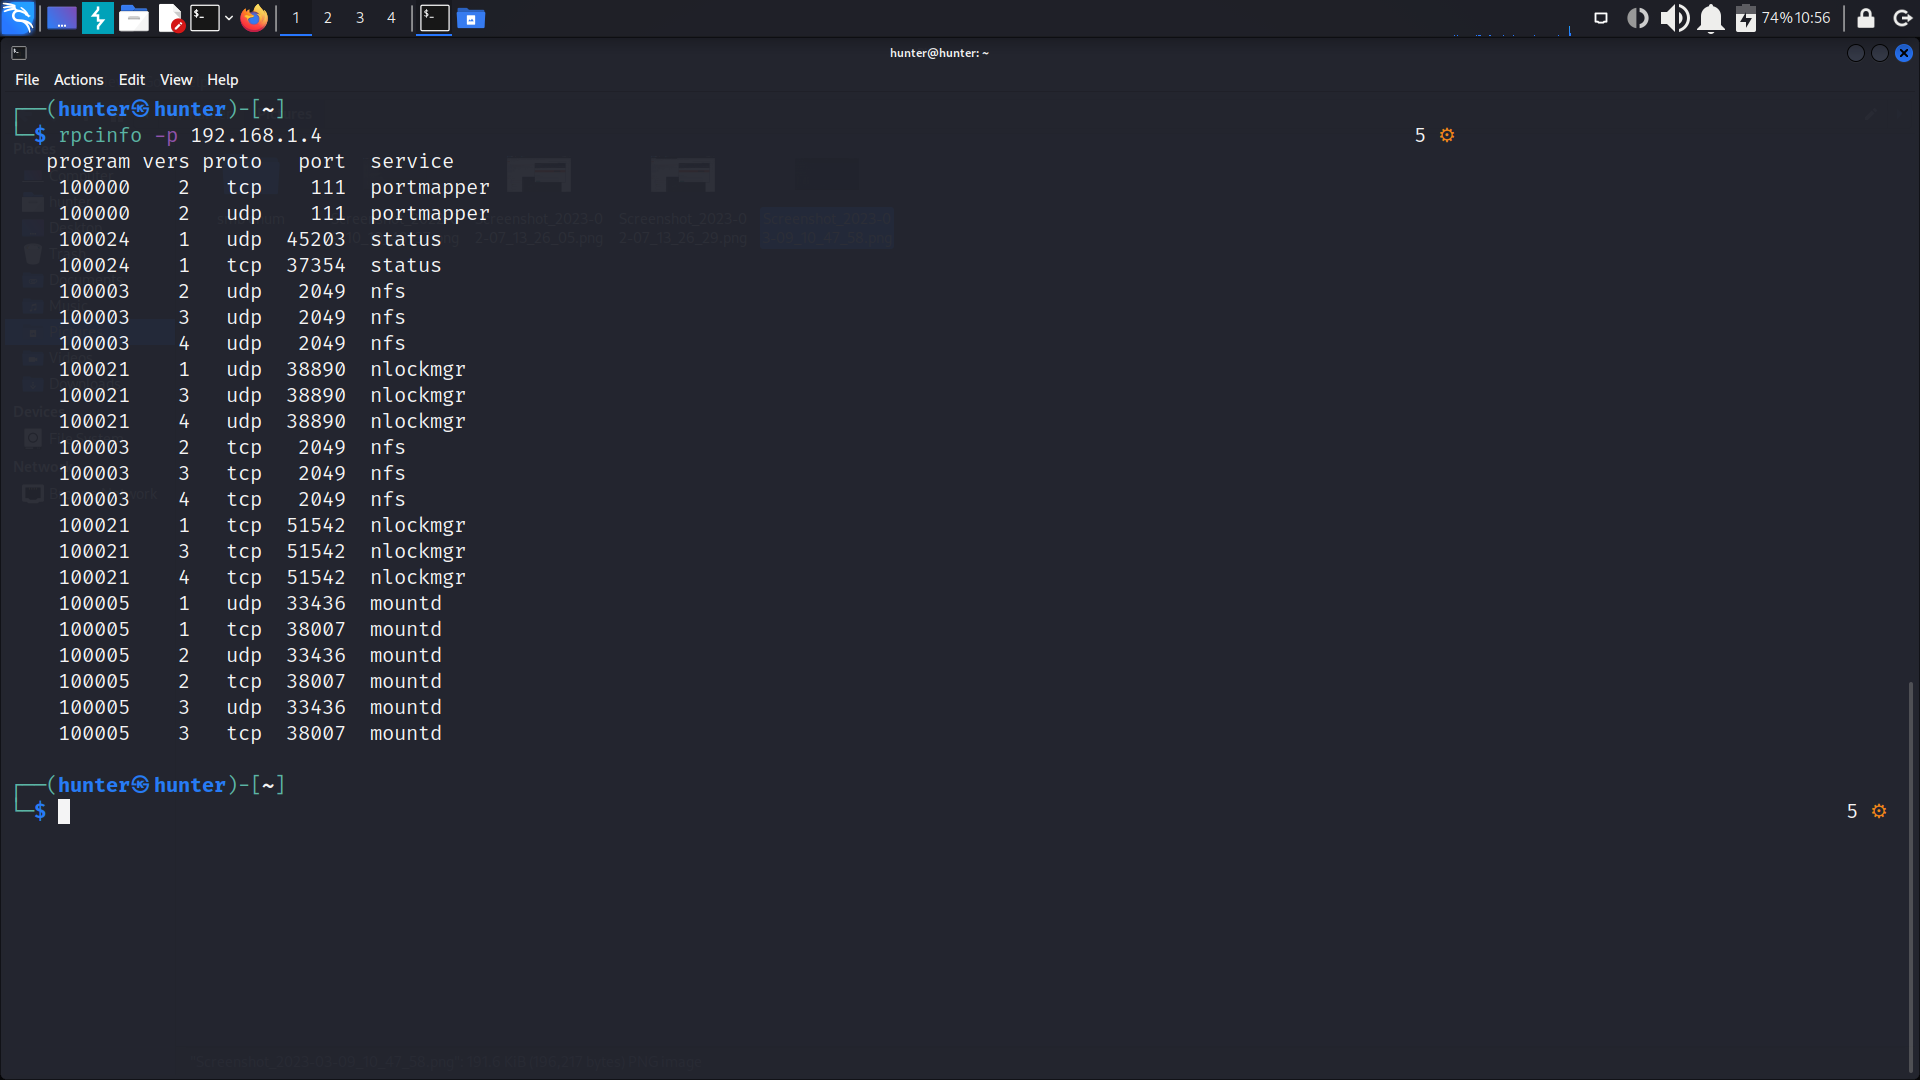 1 2 3 4 74% 10:56
hunter@hunter: ~
File Actions Edit View Help
┌──(hunter㉿hunter)-[~]
└─$ rpcinfo -p 192.168.1.4 5 ⚙
program vers proto port service
100000 2 tcp 111 portmapper
100000 2 udp 111 portmapper
100024 1 udp 45203 status
100024 1 tcp 37354 status
100003 2 udp 2049 nfs
100003 3 udp 2049 nfs
100003 4 udp 2049 nfs
100021 1 udp 38890 nlockmgr
100021 3 udp 38890 nlockmgr
100021 4 udp 38890 nlockmgr
100003 2 tcp 2049 nfs
100003 3 tcp 2049 nfs
100003 4 tcp 2049 nfs
100021 1 tcp 51542 nlockmgr
100021 3 tcp 51542 nlockmgr
100021 4 tcp 51542 nlockmgr
100005 1 udp 33436 mountd
100005 1 tcp 38007 mountd
100005 2 udp 33436 mountd
100005 2 tcp 38007 mountd
100005 3 udp 33436 mountd
100005 3 tcp 38007 mountd
┌──(hunter㉿hunter)-[~]
└─$ 5 ⚙